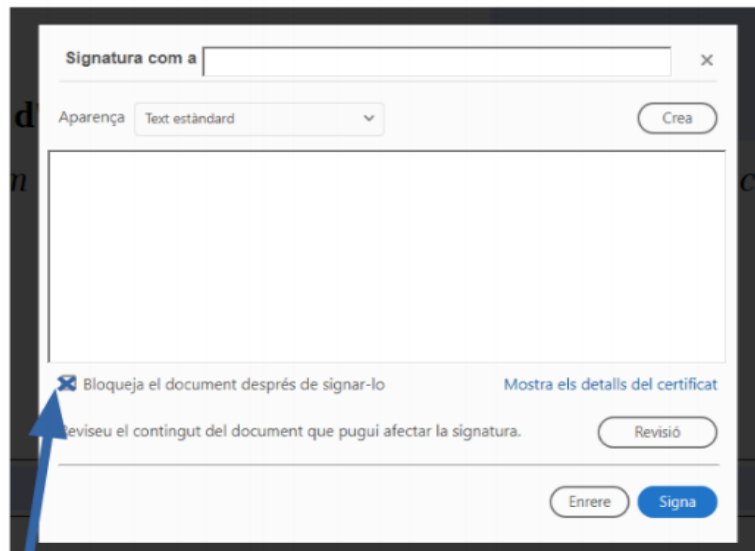 Signatura com a
d'
Aparença Text estàndard Crea
n c
Bloqueja el document després de signar-lo Mostra els detalls del certificat
Reviseu el contingut del document que pugui afectar la signatura. Revisió
Enrere Signa